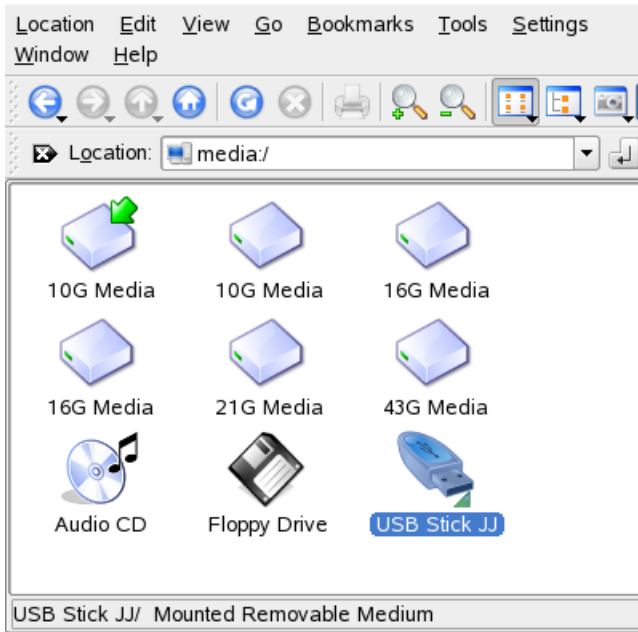 Location Edit View Go Bookmarks Tools Settings
Window Help
Location: media:/
10G Media 10G Media 16G Media
16G Media 21G Media 43G Media
Audio CD Floppy Drive USB Stick JJ
USB Stick JJ/ Mounted Removable Medium